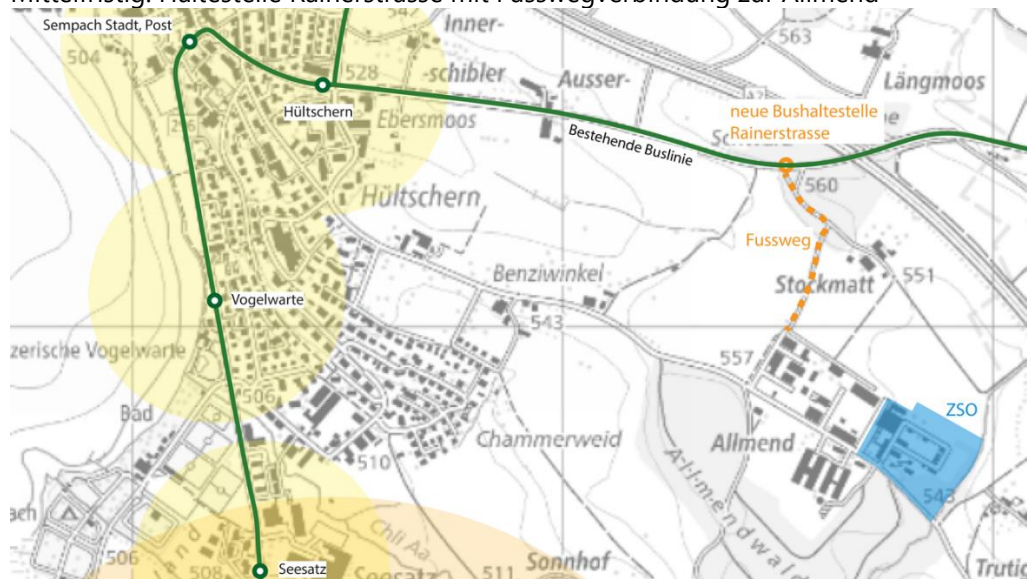 Mittelfristig: Haltestelle Rainerstrasse mit Fusswegverbindung zur Allmend
Sempach Stadt, Post
504
Inner-
563
-schibler
Ausser-
Längmoos
528
neue Bushaltestelle
Rainerstrasse
Hültschern
Ebersmoos
Bestehende Buslinie
560
Hültschern
Fussweg
Benziwinkel
551
Stockmatt
Vogelwarte
543
zerische Vogelwarte
557
506
ZSO
Bad
Chammerweid
Allmend
510
Allmendwald
543
ach
506
Chli Aa
508
Seesatz
Seesatz
511
Sonnhof
Trutig